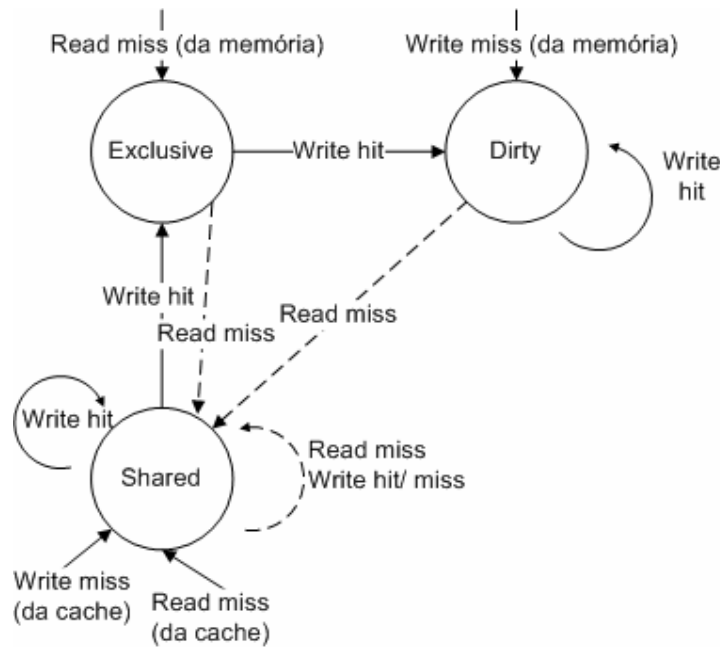 Read miss (da memória)
Write miss (da memória)
Exclusive
Write hit
Dirty
Write
hit
Write hit
Read miss
Read miss
Write hit
Shared
Read miss
Write hit/ miss
Write miss
(da cache)
Read miss
(da cache)